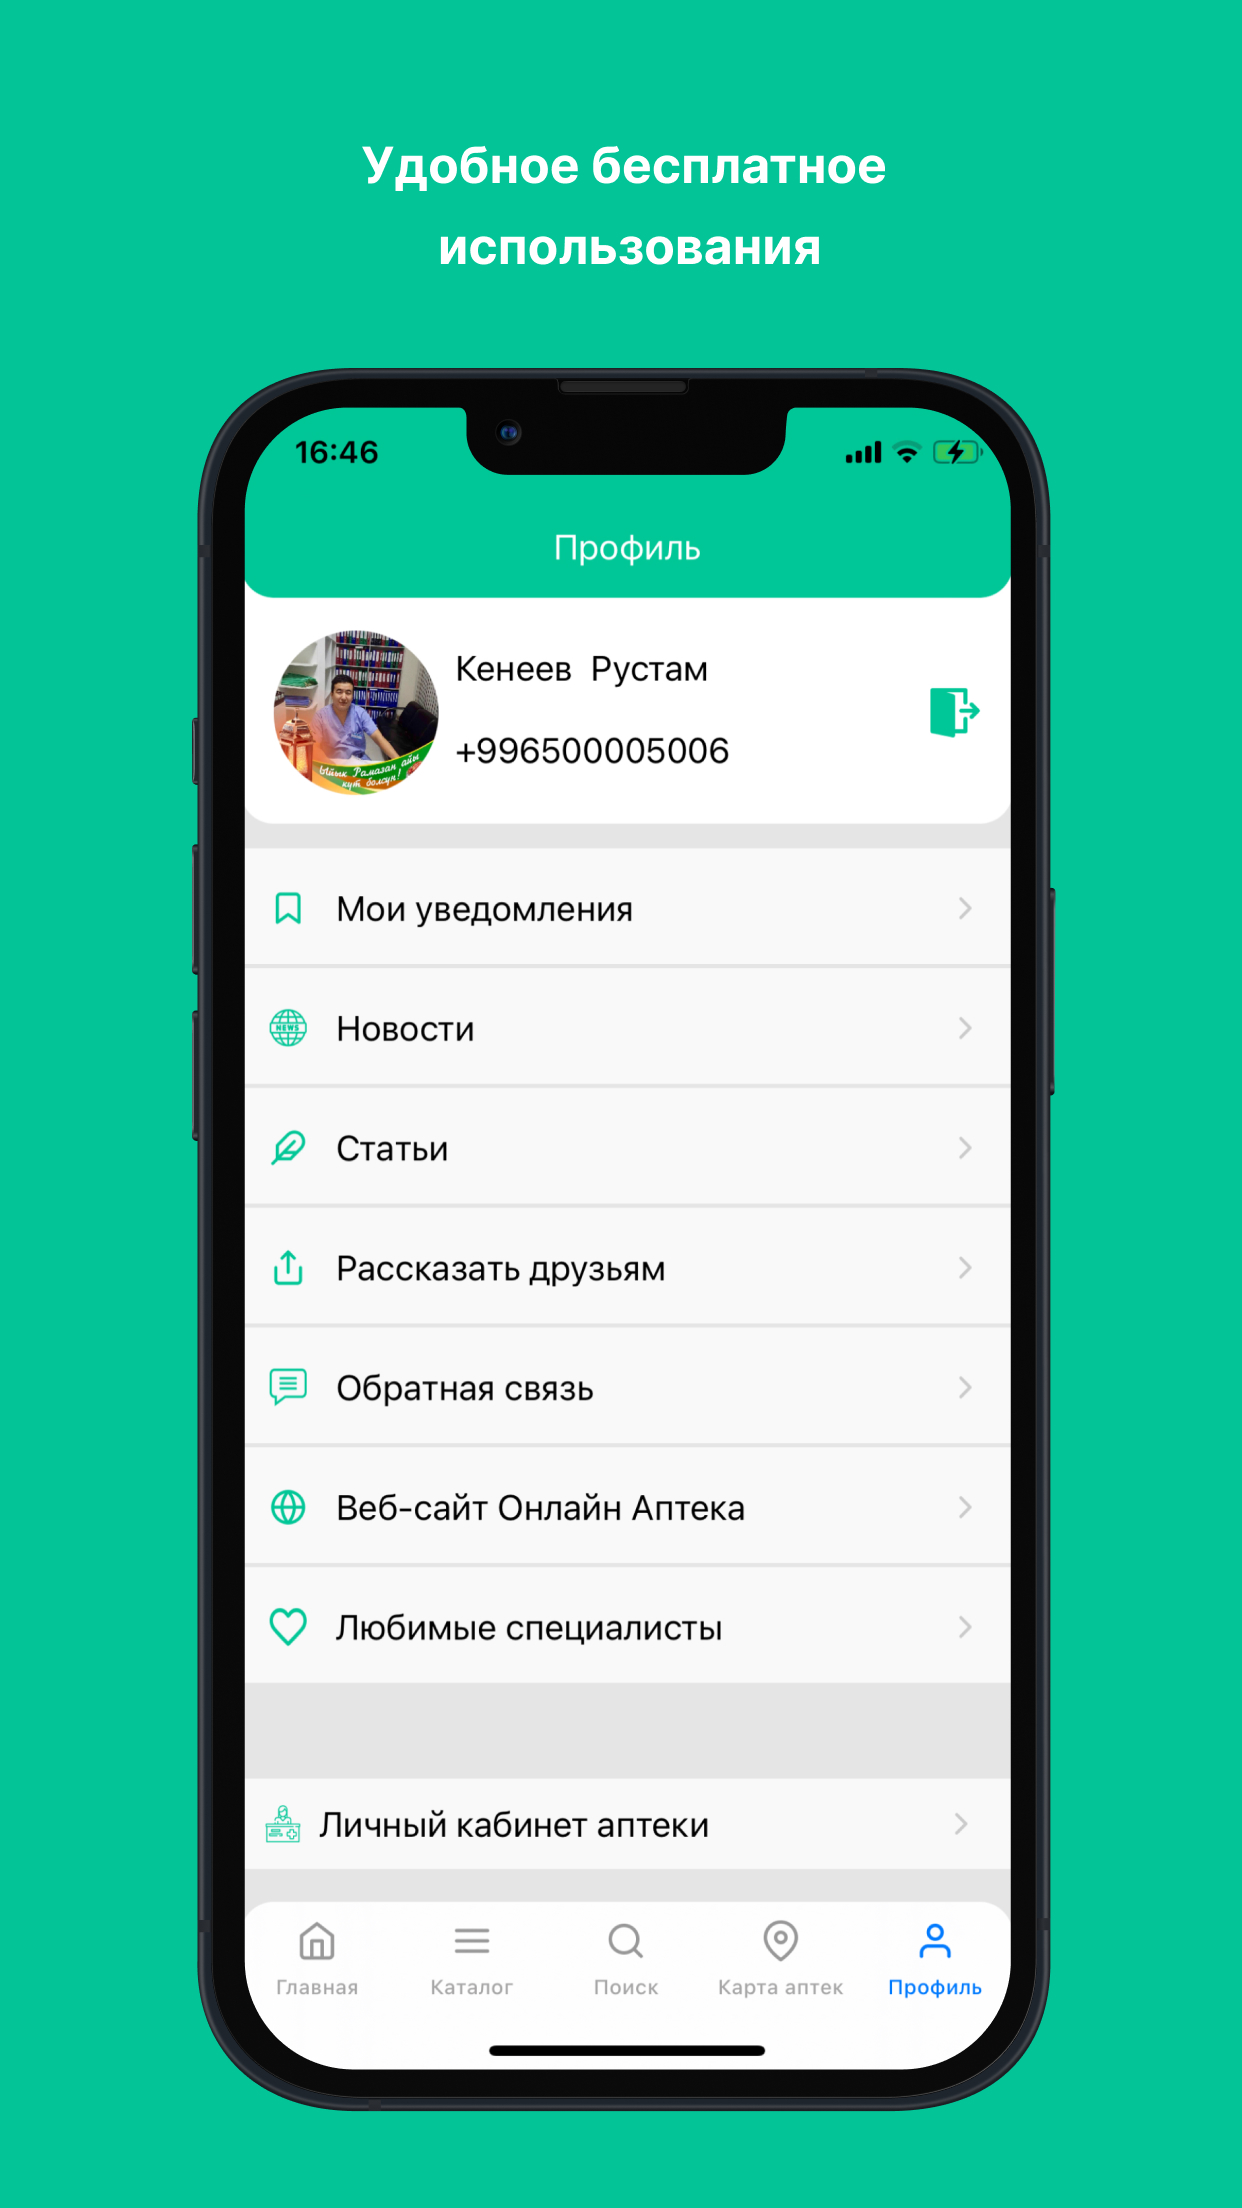 Удобное бесплатное
использования
16:46
Профиль
Кенеев Рустам
+996500005006
Ыйык Рамазан айы
кут болсун!
Мои уведомления
NEWS
Новости
Статьи
Рассказать друзьям
Обратная связь
Веб-сайт Онлайн Аптека
Любимые специалисты
Личный кабинет аптеки
Главная
Каталог
Поиск
Карта аптек
Профиль